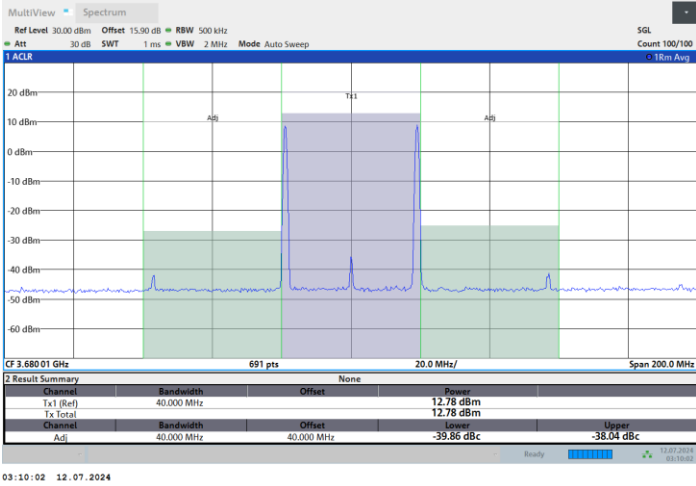 MultiView Spectrum
Ref Level 30.00 dBm Offset 15.90 dB RBW 500 kHz SGL
Att 30 dB SWT 1 ms VBW 2 MHz Mode Auto Sweep Count 100/100
1 ACLR 1Rm Avg
20 dBm
Tx1
10 dBm
Adj Adj
0 dBm
-10 dBm
-20 dBm
-30 dBm
-40 dBm
-50 dBm
-60 dBm
CF 3.680 01 GHz 691 pts 20.0 MHz/ Span 200.0 MHz
2 Result Summary None
Channel Bandwidth Offset Power
Tx1 (Ref) 40.000 MHz 12.78 dBm
Tx Total 12.78 dBm
Channel Bandwidth Offset Lower Upper
Adj 40.000 MHz 40.000 MHz -39.86 dBc -38.04 dBc
Ready 12.07.2024
03:10:02
03:10:02 12.07.2024